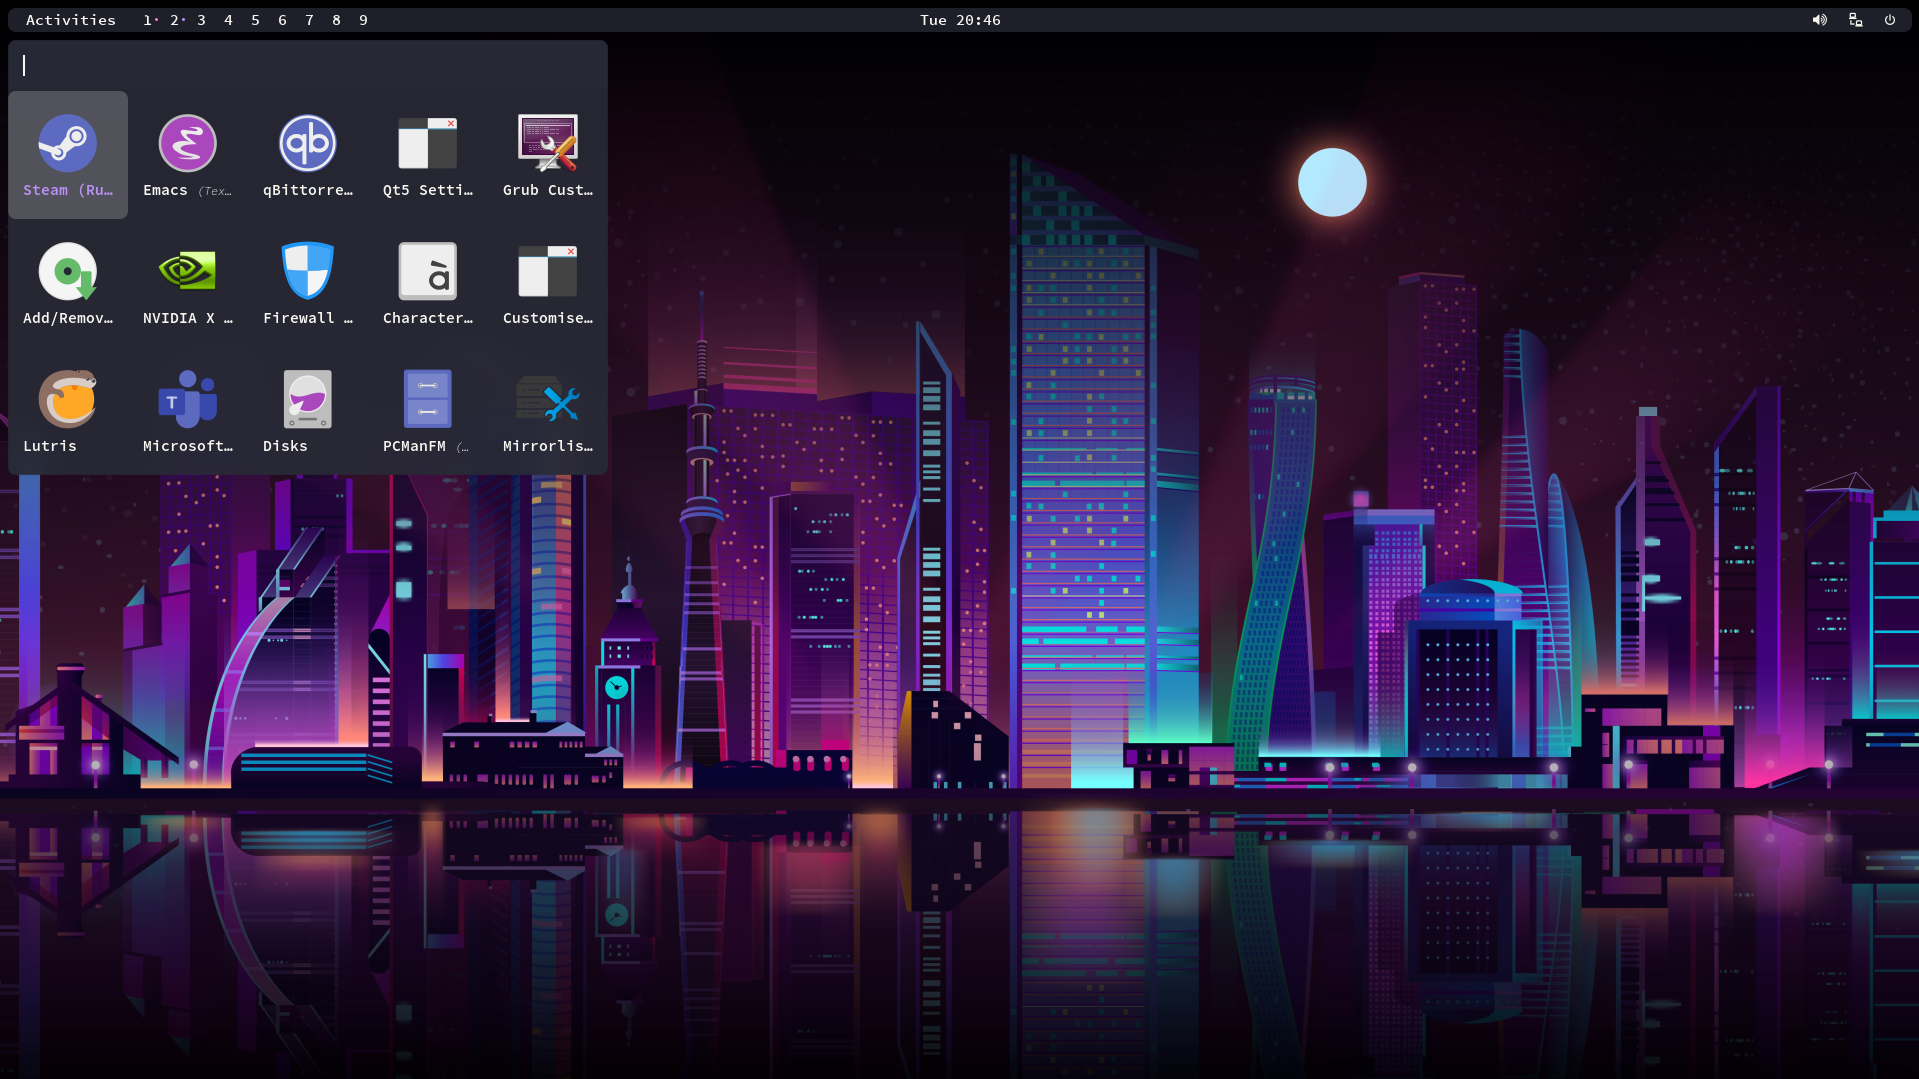 Activities 1 2 3 4 5 6 7 8 9 Tue 20:46
Steam (Ru… Emacs (Tex… qBittorre… Qt5 Setti… Grub Cust…
Add/Remov… NVIDIA X … Firewall … Character… Customise…
Lutris Microsoft… Disks PCManFM (… Mirrorlis…